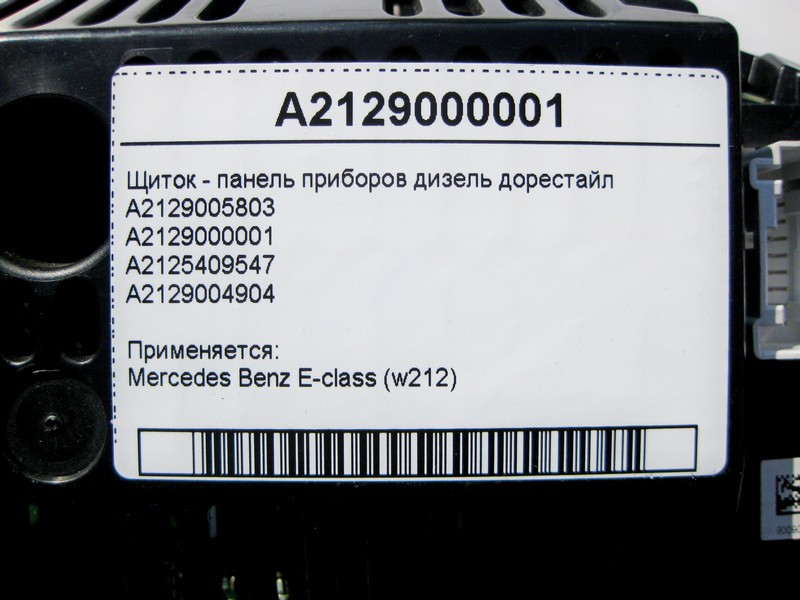 A2129000001
Щиток - панель приборов дизель дорестайл
A2129005803
A2129000001
A2125409547
A2129004904
Применяется:
Mercedes Benz E-class (w212)